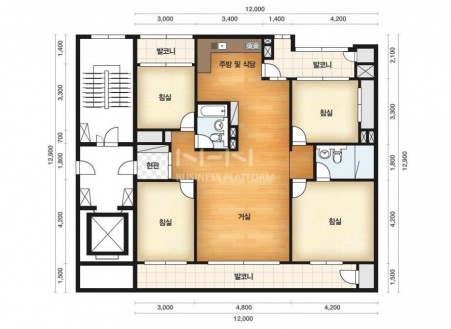 12,000
3,000 3,400 1,400 4,200
1,400 발코니 주방 및 식당 발코니 2,100
3,300 침실 침실 3,300
700
12,900 1,800 현관 1,800 12,900
N-FN
BUSINESS PLATFORM
4,200 침실 거실 침실 4,200
1,500 발코니 1,500
3,000 4,800 4,200
12,000